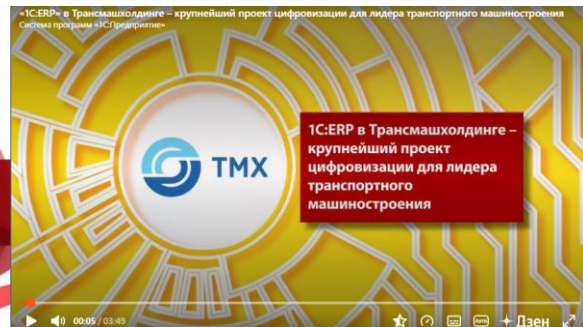 «1С:ERP» в Трансмашхолдинге – крупнейший проект цифровизации для лидера транспортного машиностроения
Система программ «1С:Предприятие»
ТМХ
1С:ERP в Трансмашхолдинге –
крупнейший проект
цифровизации для лидера
транспортного
машиностроения
00:05 / 03:49
Дзен